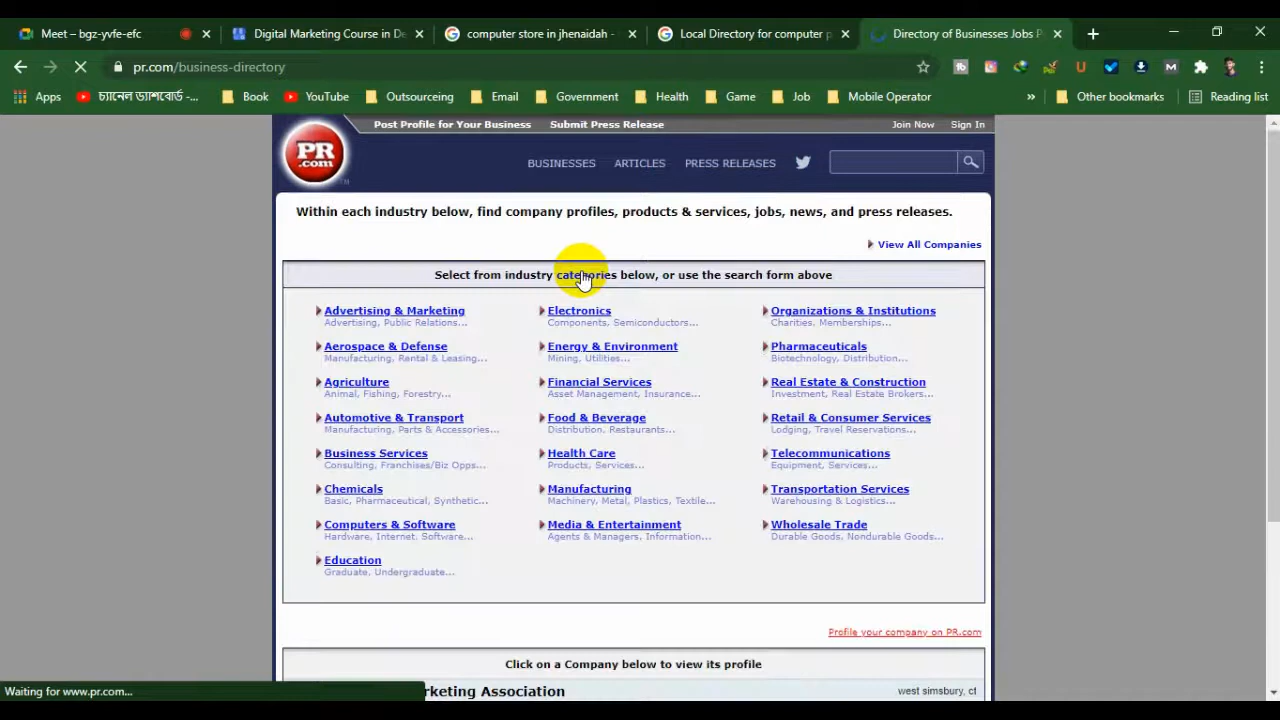 Meet – bgz-yvfe-efc
Digital Marketing Course in De
computer store in jhenaidah -
Local Directory for computer p
Directory of Businesses Jobs P
pr.com/business-directory
Apps
চ্যানেল ড্যাশবোর্ড -...
Book
YouTube
Outsourceing
Email
Government
Health
Game
Job
Mobile Operator
»
Other bookmarks
Reading list
Post Profile for Your Business
Submit Press Release
Join Now
Sign In
PR
.com
TM
BUSINESSES
ARTICLES
PRESS RELEASES
Within each industry below, find company profiles, products & services, jobs, news, and press releases.
View All Companies
Select from industry categories below, or use the search form above
Advertising & Marketing
Advertising, Public Relations...
Aerospace & Defense
Manufacturing, Rental & Leasing...
Agriculture
Animal, Fishing, Forestry...
Automotive & Transport
Manufacturing, Parts & Accessories...
Business Services
Consulting, Franchises/Biz Opps...
Chemicals
Basic, Pharmaceutical, Synthetic...
Computers & Software
Hardware, Internet, Software...
Education
Graduate, Undergraduate...
Electronics
Components, Semiconductors...
Energy & Environment
Mining, Utilities...
Financial Services
Asset Management, Insurance...
Food & Beverage
Distribution, Restaurants...
Health Care
Products, Services...
Manufacturing
Machinery, Metal, Plastics, Textile...
Media & Entertainment
Agents & Managers, Information...
Organizations & Institutions
Charities, Memberships...
Pharmaceuticals
Biotechnology, Distribution...
Real Estate & Construction
Investment, Real Estate Brokers...
Retail & Consumer Services
Lodging, Travel Reservations...
Telecommunications
Equipment, Services...
Transportation Services
Warehousing & Logistics...
Wholesale Trade
Durable Goods, Nondurable Goods...
Profile your company on PR.com
Click on a Company below to view its profile
rketing Association
west simsbury, ct
Waiting for www.pr.com...